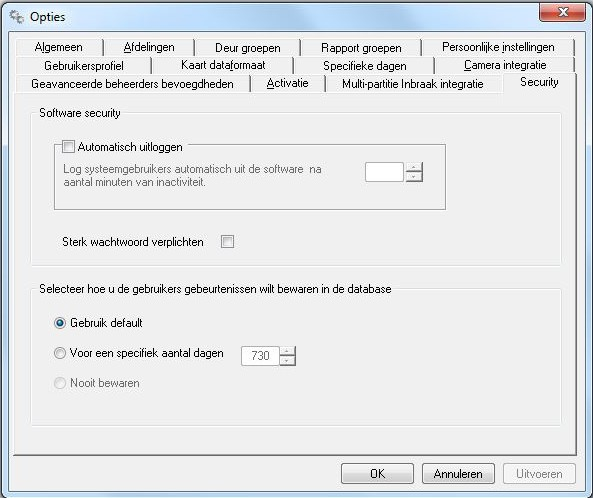 Opties
Algemeen Afdelingen Deur groepen Rapport groepen Persoonlijke instellingen
Gebruikersprofiel Kaart dataformaat Specifieke dagen Camera integratie
Geavanceerde beheerders bevoegdheden Activatie Multi-partitie Inbraak integratie Security
Software security
Automatisch uitloggen
Log systeemgebruikers automatisch uit de software na
aantal minuten van inactiviteit.
Sterk wachtwoord verplichten
Selecteer hoe u de gebruikers gebeurtenissen wilt bewaren in de database
Gebruik default
Voor een specifiek aantal dagen 730
Nooit bewaren
OK Annuleren Uitvoeren